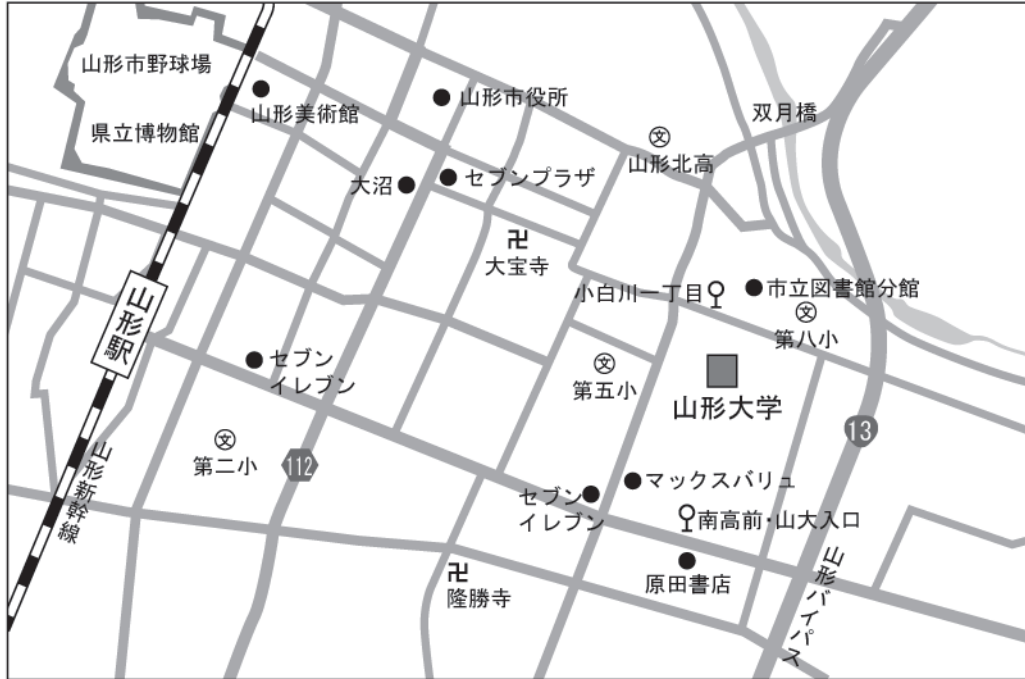 山形市野球場
山形美術館
山形市役所
双月橋
県立博物館
文
山形北高
大沼
セブンプラザ
卍
大宝寺
小白川一丁目
市立図書館分館
文
第八小
山形駅
セブン
イレブン
文
第五小
山形大学
13
文
第二小
112
山形新幹線
セブン
イレブン
マックスバリュ
南高前・山大入口
原田書店
卍
隆勝寺
山形バイパス